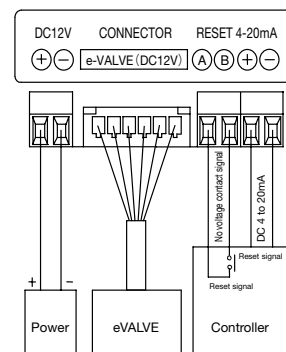 DC12V CONNECTOR RESET 4-20mA
+ − e-VALVE(DC12V) A B + −
No voltage contact signal
DC 4 to 20mA
Reset signal
Reset signal
+ −
Power eVALVE Controller